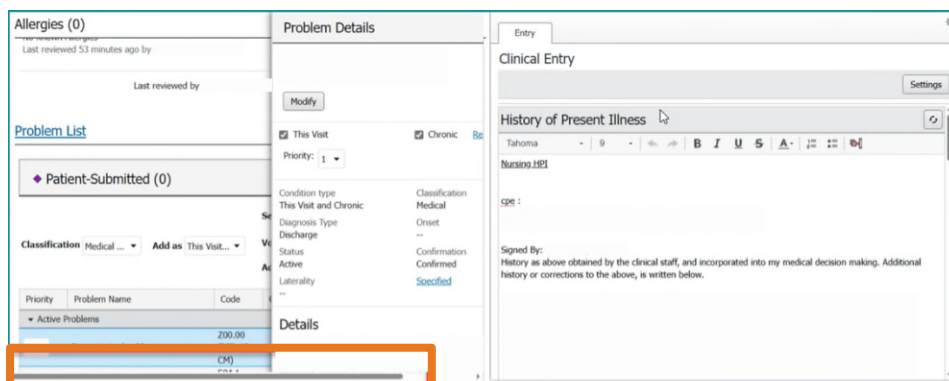 Allergies (0)
Last reviewed 53 minutes ago by
Last reviewed by
Problem List
Patient-Submitted (0)
Classification Medical ... Add as This Visit...
Priority Problem Name Code
Active Problems
Z00.00
CM)
Problem Details
Modify
This Visit Chronic Re
Priority: 1
Condition type Classification
This Visit and Chronic Medical
Diagnosis Type Onset
Discharge --
Status Confirmation
Active Confirmed
Laterality Specified
--
Details
Entry
Clinical Entry
Settings
History of Present Illness
Tahoma 9 B I U S A
Nursing HPI
cpe :
Signed By:
History as above obtained by the clinical staff, and incorporated into my medical decision making. Additional
history or corrections to the above, is written below.